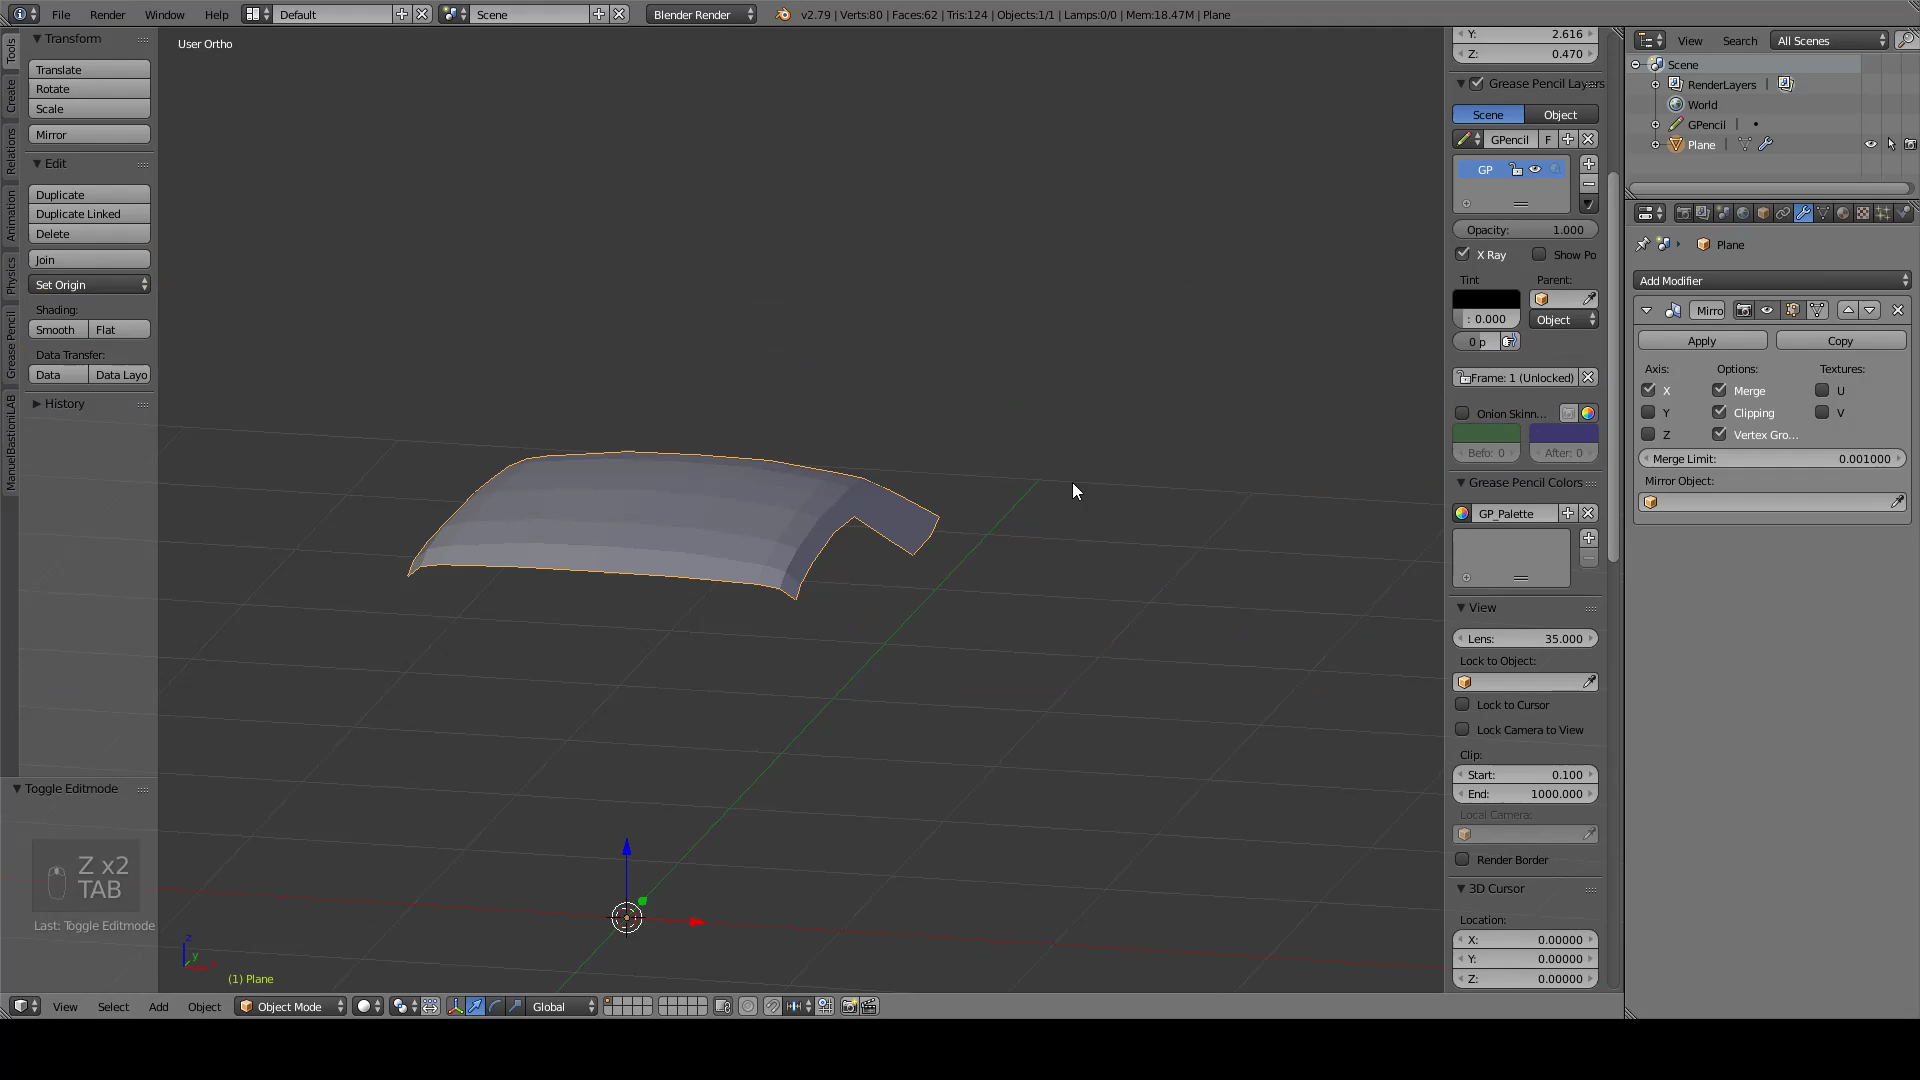 File Render Window Help Default Scene Blender Render v2.79 | Verts:80 | Faces:62 | Tris:124 | Objects:1/1 | Lamps:0/0 | Mem:18.47M | Plane
Tools
Create
Relations
Animation
Physics
Grease Pencil
ManuelBastioniLAB
Transform
Translate
Rotate
Scale
Mirror
Edit
Duplicate
Duplicate Linked
Delete
Join
Set Origin
Shading:
Smooth Flat
Data Transfer:
Data Data Layo
History
Toggle Editmode
Z x2
TAB
Last: Toggle Editmode
User Ortho
z
y
(1) Plane
View Select Add Object Object Mode Global
Y: 2.616
Z: 0.470
Grease Pencil Layers
Scene Object
GPencil F
GP
Opacity: 1.000
X Ray Show Po
Tint Parent:
: 0.000 Object
0 p
Frame: 1 (Unlocked)
Onion Skinn...
Befo: 0 After: 0
Grease Pencil Colors
GP_Palette
View
Lens: 35.000
Lock to Object:
Lock to Cursor
Lock Camera to View
Clip:
Start: 0.100
End: 1000.000
Local Camera:
Render Border
3D Cursor
Location:
X: 0.00000
Y: 0.00000
Z: 0.00000
View Search All Scenes
Scene
RenderLayers |
World
GPencil |
Plane |
Plane
Add Modifier
Mirro
Apply Copy
Axis: Options: Textures:
X Merge U
Y Clipping V
Z Vertex Gro...
Merge Limit: 0.001000
Mirror Object: